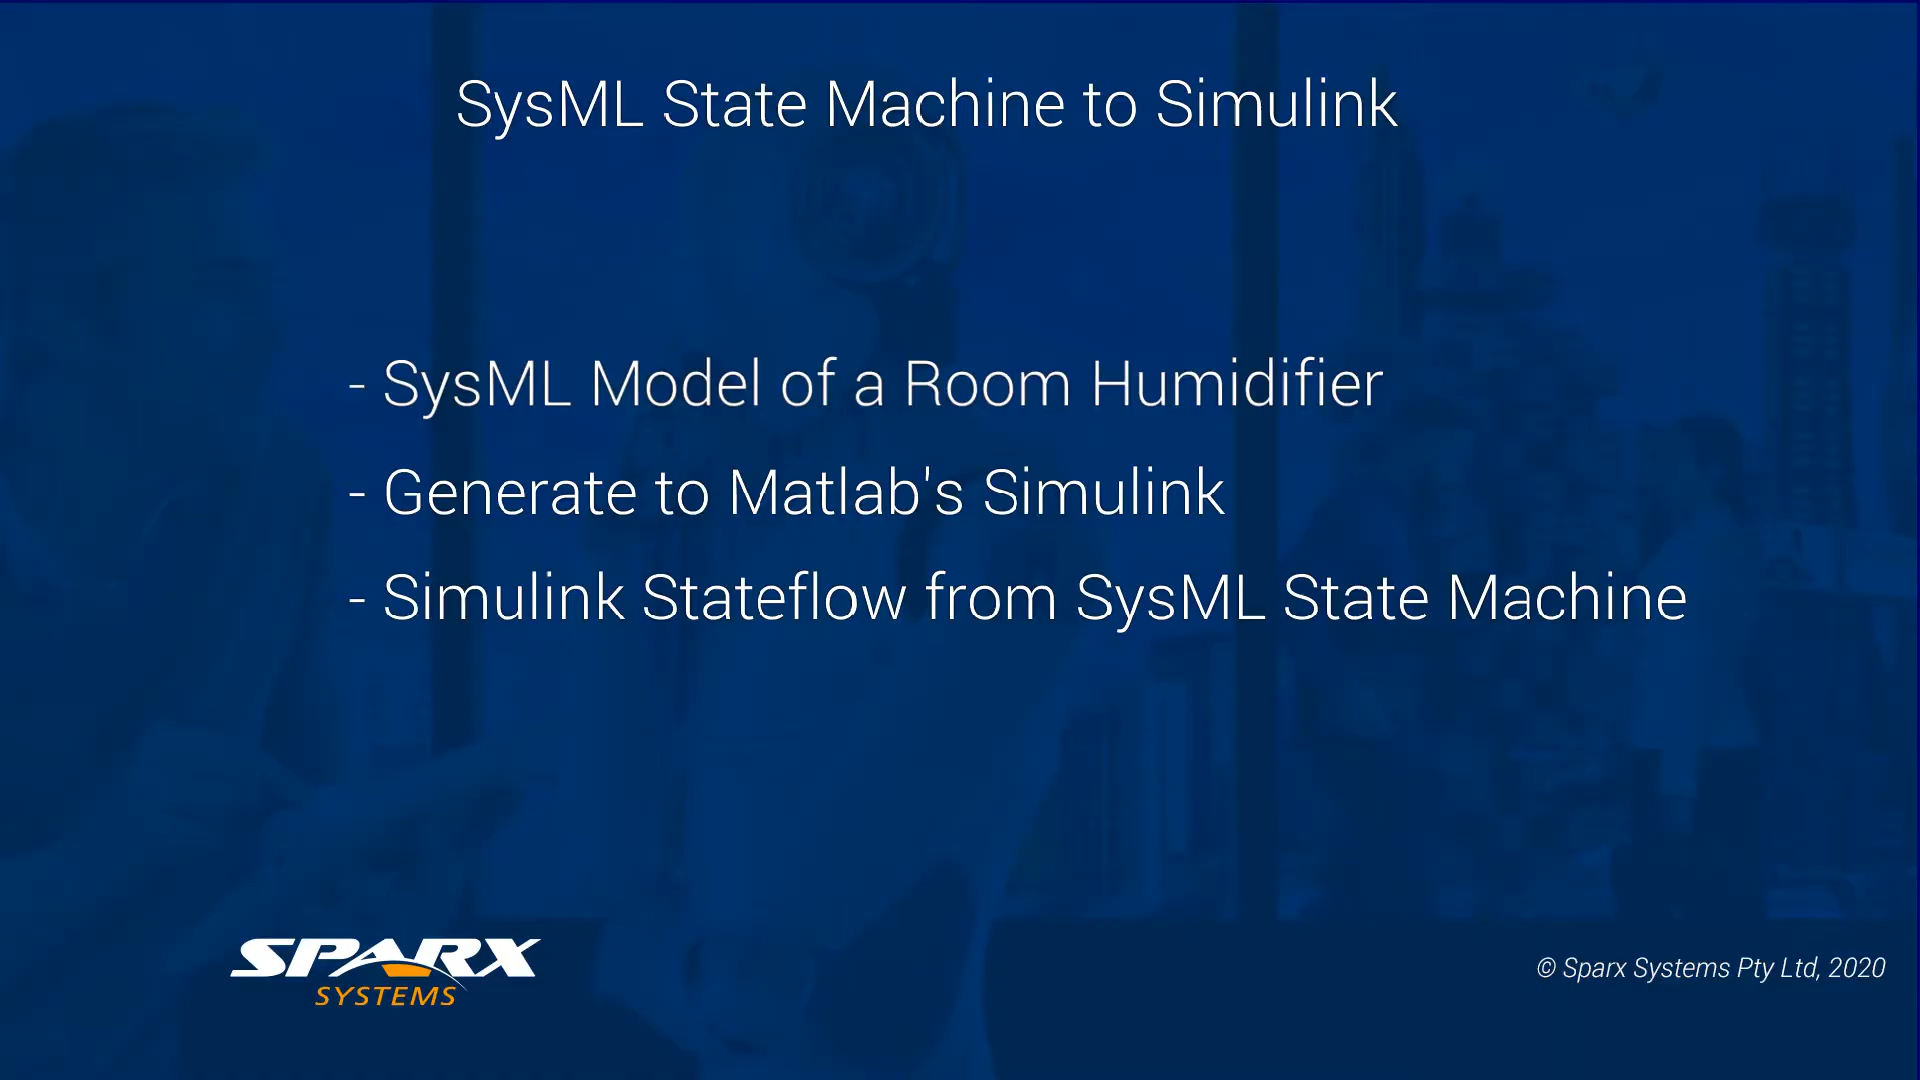 SysML State Machine to Simulink
- SysML Model of a Room Humidifier
- Generate to Matlab's Simulink
- Simulink Stateflow from SysML State Machine
SPARX
SYSTEMS
© Sparx Systems Pty Ltd, 2020